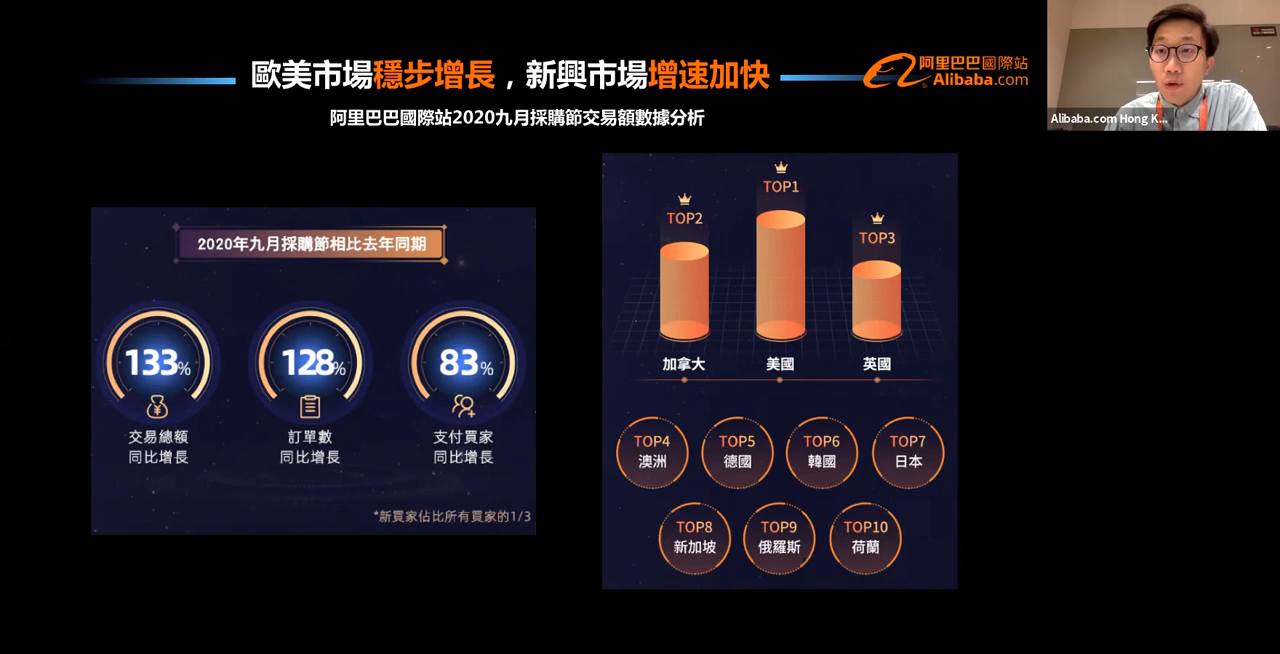 歐美市場穩步增長，新興市場增速加快
阿里巴巴國際站
Alibaba.com
阿里巴巴國際站2020九月採購節交易額數據分析
Alibaba.com Hong K...
2020年九月採購節相比去年同期
133%
交易總額
同比增長
128%
訂單數
同比增長
83%
支付買家
同比增長
*新買家佔比所有買家的1/3
TOP2
TOP1
TOP3
加拿大
美國
英國
TOP4
澳洲
TOP5
德國
TOP6
韓國
TOP7
日本
TOP8
新加坡
TOP9
俄羅斯
TOP10
荷蘭